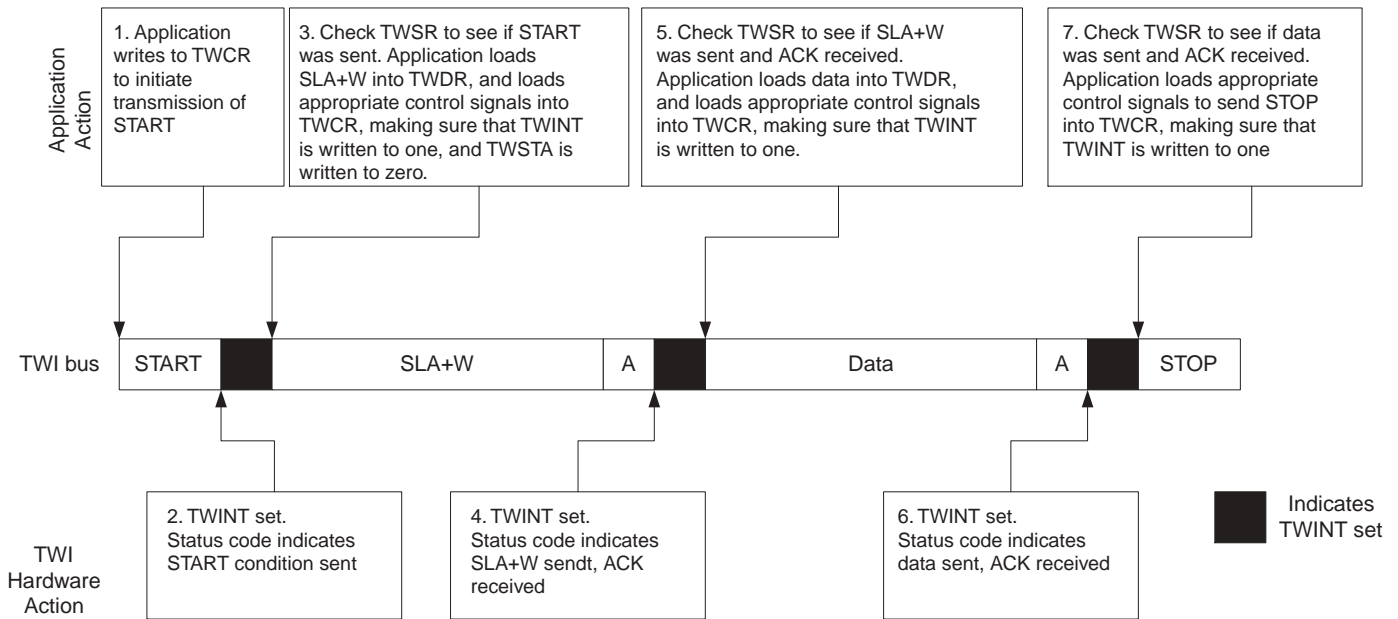 Application
Action
1. Application
writes to TWCR
to initiate
transmission of
START
3. Check TWSR to see if START
was sent. Application loads
SLA+W into TWDR, and loads
appropriate control signals into
TWCR, making sure that TWINT
is written to one, and TWSTA is
written to zero.
5. Check TWSR to see if SLA+W
was sent and ACK received.
Application loads data into TWDR,
and loads appropriate control signals
into TWCR, making sure that TWINT
is written to one.
7. Check TWSR to see if data
was sent and ACK received.
Application loads appropriate
control signals to send STOP
into TWCR, making sure that
TWINT is written to one
TWI bus
START
SLA+W
A
Data
A
STOP
TWI
Hardware
Action
2. TWINT set.
Status code indicates
START condition sent
4. TWINT set.
Status code indicates
SLA+W sendt, ACK
received
6. TWINT set.
Status code indicates
data sent, ACK received
Indicates
TWINT set